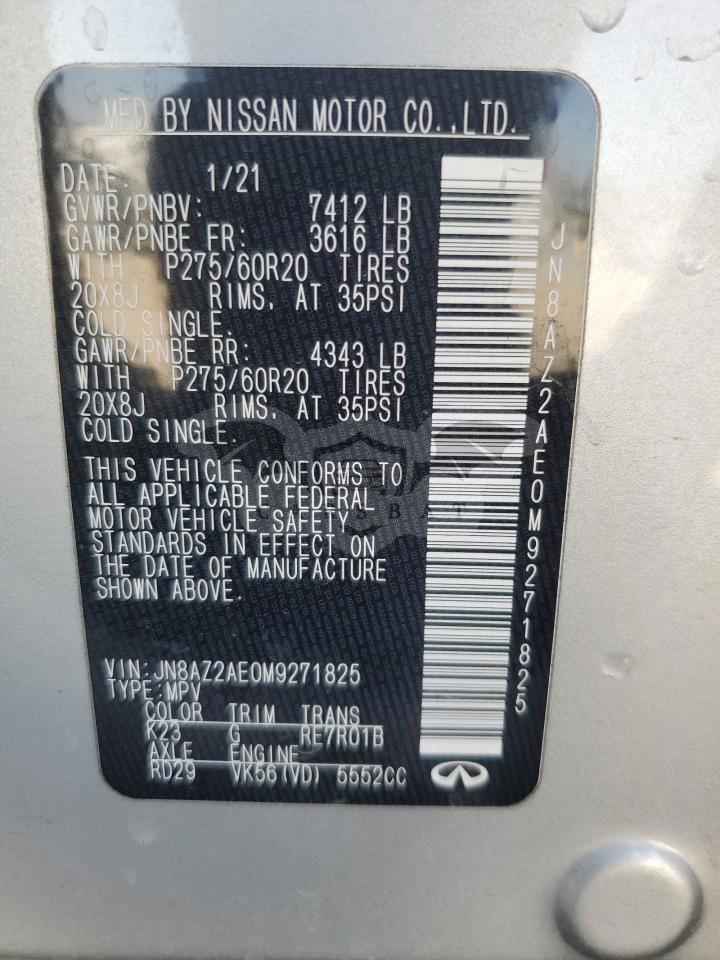 MFD BY NISSAN MOTOR CO.,LTD.
DATE: 1/21
GVWR/PNBV: 7412 LB
GAWR/PNBE FR: 3616 LB
WITH P275/60R20 TIRES
20X8J RIMS, AT 35PSI
COLD SINGLE.
GAWR/PNBE RR: 4343 LB
WITH P275/60R20 TIRES
20X8J RIMS, AT 35PSI
COLD SINGLE.
THIS VEHICLE CONFORMS TO
ALL APPLICABLE FEDERAL
MOTOR VEHICLE SAFETY
STANDARDS IN EFFECT ON
THE DATE OF MANUFACTURE
SHOWN ABOVE.
VIN:JN8AZ2AE0M9271825
TYPE:MPV
COLOR TRIM TRANS
K23 G RE7R01B
AXLE ENGINE
RD29 VK56(VD) 5552CC
JN8AZ2AE0M9271825